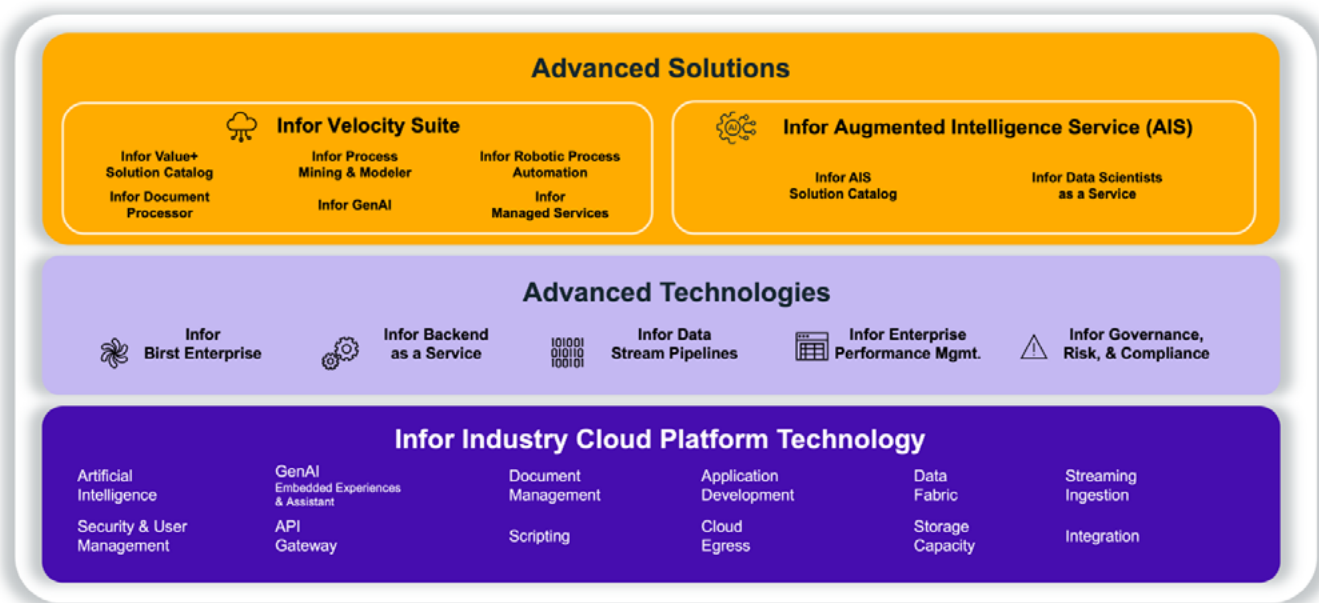 Advanced Solutions
Infor Velocity Suite
Infor Value+
Solution Catalog
Infor Process
Mining & Modeler
Infor Robotic Process
Automation
Infor Document
Processor
Infor GenAI
Infor
Managed Services
AI
Infor Augmented Intelligence Service (AIS)
Infor AIS
Solution Catalog
Infor Data Scientists
as a Service
Advanced Technologies
Infor
Birst Enterprise
Infor Backend
as a Service
101001
010110
100101
Infor Data
Stream Pipelines
Infor Enterprise
Performance Mgmt.
Infor Governance,
Risk, & Compliance
Infor Industry Cloud Platform Technology
Artificial
Intelligence
GenAI
Embedded Experiences
& Assistant
Document
Management
Application
Development
Data
Fabric
Streaming
Ingestion
Security & User
Management
API
Gateway
Scripting
Cloud
Egress
Storage
Capacity
Integration